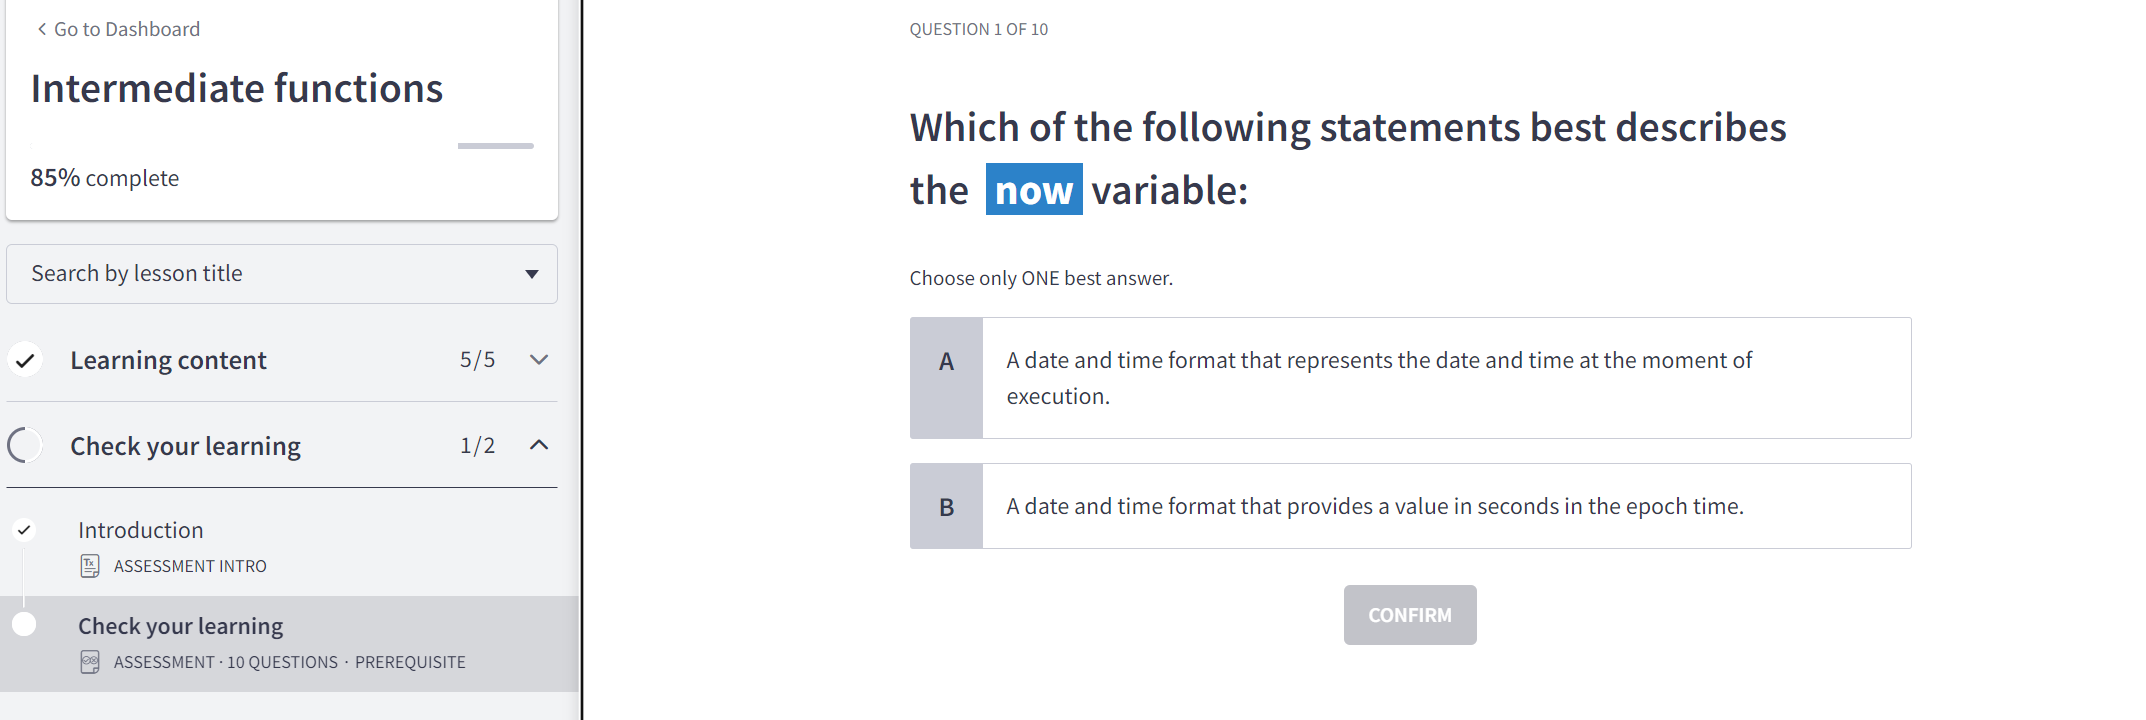 Go to Dashboard
Intermediate functions
85% complete
Search by lesson title
Learning content 5/5
Check your learning 1/2
Introduction
Tx ASSESSMENT INTRO
Check your learning
ASSESSMENT · 10 QUESTIONS · PREREQUISITE
QUESTION 1 OF 10
Which of the following statements best describes
the now variable:
Choose only ONE best answer.
A A date and time format that represents the date and time at the moment of
execution.
B A date and time format that provides a value in seconds in the epoch time.
CONFIRM